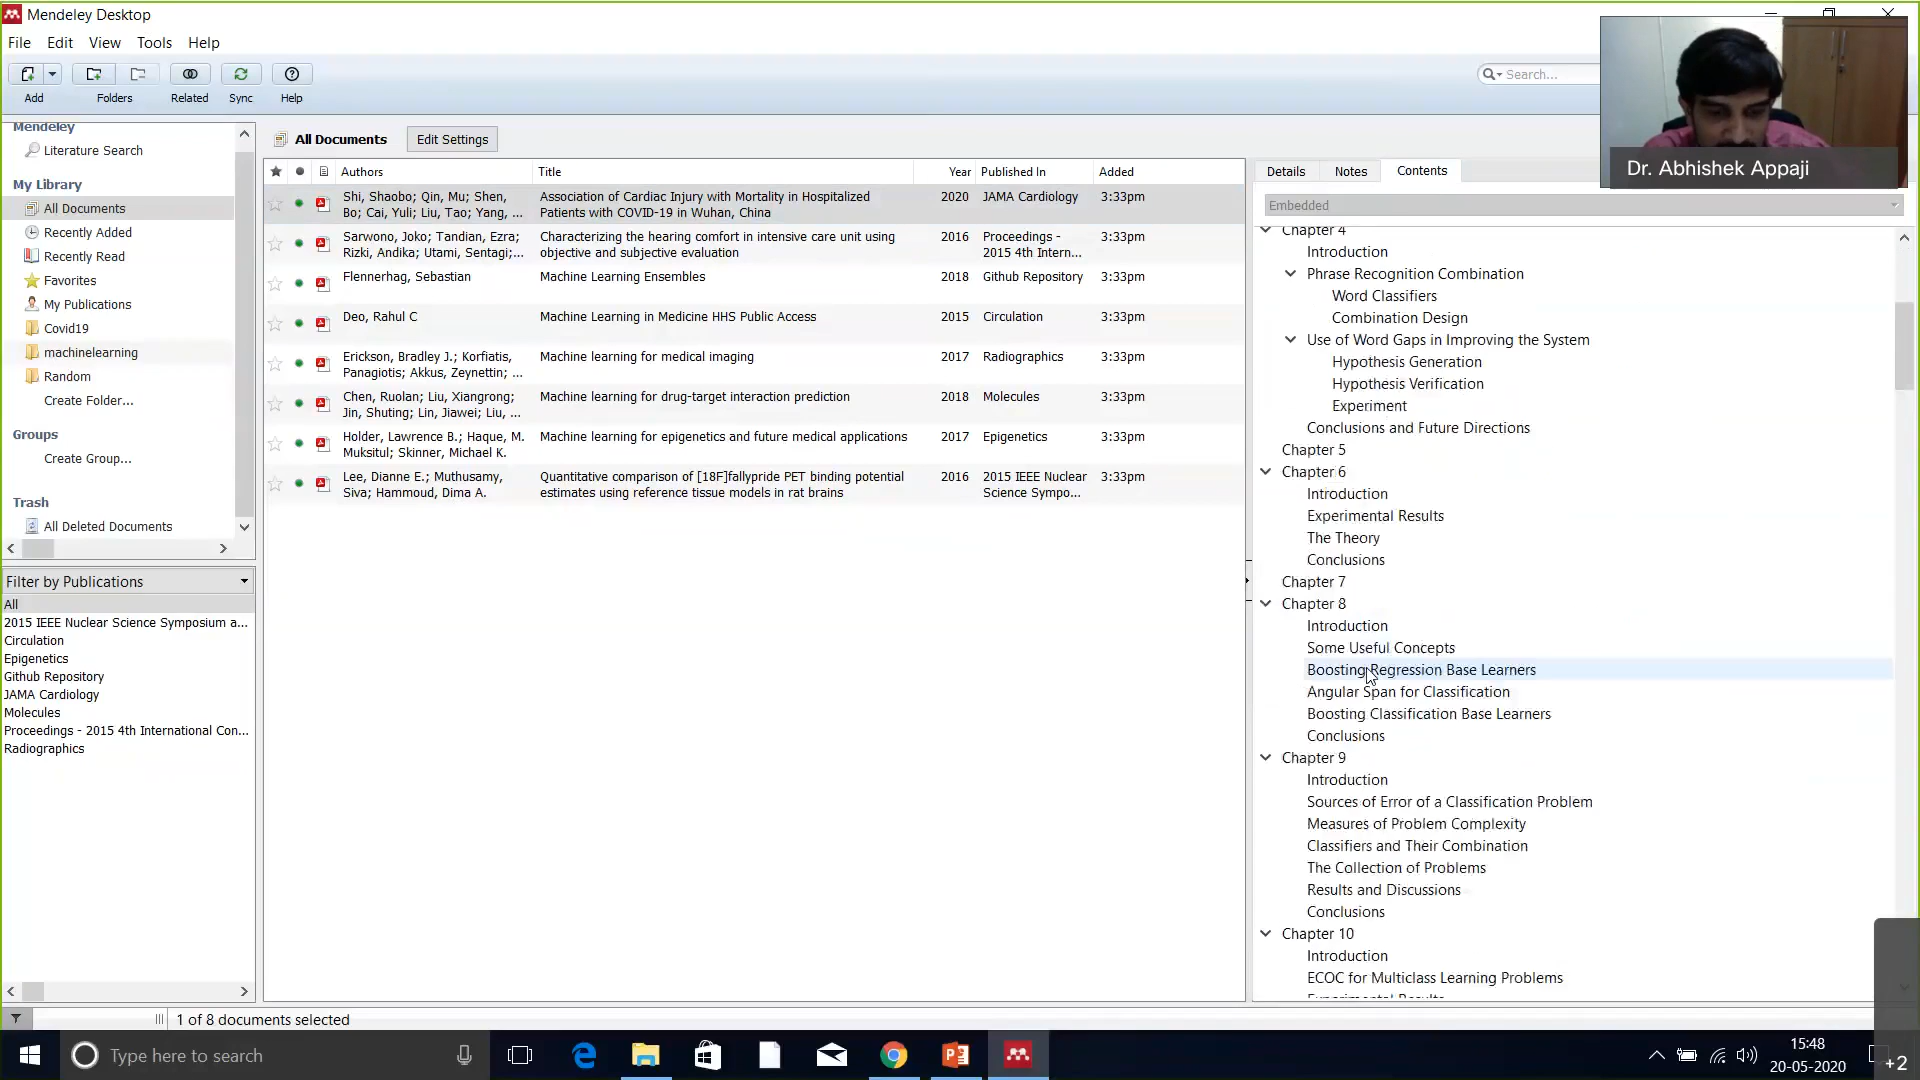 Mendeley Desktop
File Edit View Tools Help
Add Folders Related Sync Help
Search...
Dr. Abhishek Appaji
Mendeley
Literature Search
My Library
All Documents
Recently Added
Recently Read
Favorites
My Publications
Covid19
machinelearning
Random
Create Folder...
Groups
Create Group...
Trash
All Deleted Documents
Filter by Publications
All
2015 IEEE Nuclear Science Symposium a...
Circulation
Epigenetics
Github Repository
JAMA Cardiology
Molecules
Proceedings - 2015 4th International Con...
Radiographics
All Documents Edit Settings
Authors Title Year Published In Added
Shi, Shaobo; Qin, Mu; Shen, Association of Cardiac Injury with Mortality in Hospitalized 2020 JAMA Cardiology 3:33pm
Bo; Cai, Yuli; Liu, Tao; Yang, ... Patients with COVID-19 in Wuhan, China
Sarwono, Joko; Tandian, Ezra; Characterizing the hearing comfort in intensive care unit using 2016 Proceedings - 3:33pm
Rizki, Andika; Utami, Sentagi;... objective and subjective evaluation 2015 4th Intern...
Flennerhag, Sebastian Machine Learning Ensembles 2018 Github Repository 3:33pm
Deo, Rahul C Machine Learning in Medicine HHS Public Access 2015 Circulation 3:33pm
Erickson, Bradley J.; Korfiatis, Machine learning for medical imaging 2017 Radiographics 3:33pm
Panagiotis; Akkus, Zeynettin; ...
Chen, Ruolan; Liu, Xiangrong; Machine learning for drug-target interaction prediction 2018 Molecules 3:33pm
Jin, Shuting; Lin, Jiawei; Liu, ...
Holder, Lawrence B.; Haque, M. Machine learning for epigenetics and future medical applications 2017 Epigenetics 3:33pm
Muksitul; Skinner, Michael K.
Lee, Dianne E.; Muthusamy, Quantitative comparison of [18F]fallypride PET binding potential 2016 2015 IEEE Nuclear 3:33pm
Siva; Hammoud, Dima A. estimates using reference tissue models in rat brains Science Sympo...
Details Notes Contents
Embedded
Chapter 4
Introduction
Phrase Recognition Combination
Word Classifiers
Combination Design
Use of Word Gaps in Improving the System
Hypothesis Generation
Hypothesis Verification
Experiment
Conclusions and Future Directions
Chapter 5
Chapter 6
Introduction
Experimental Results
The Theory
Conclusions
Chapter 7
Chapter 8
Introduction
Some Useful Concepts
Boosting Regression Base Learners
Angular Span for Classification
Boosting Classification Base Learners
Conclusions
Chapter 9
Introduction
Sources of Error of a Classification Problem
Measures of Problem Complexity
Classifiers and Their Combination
The Collection of Problems
Results and Discussions
Conclusions
Chapter 10
Introduction
ECOC for Multiclass Learning Problems
Experimental Results
1 of 8 documents selected
Type here to search
15:48
20-05-2020
+2